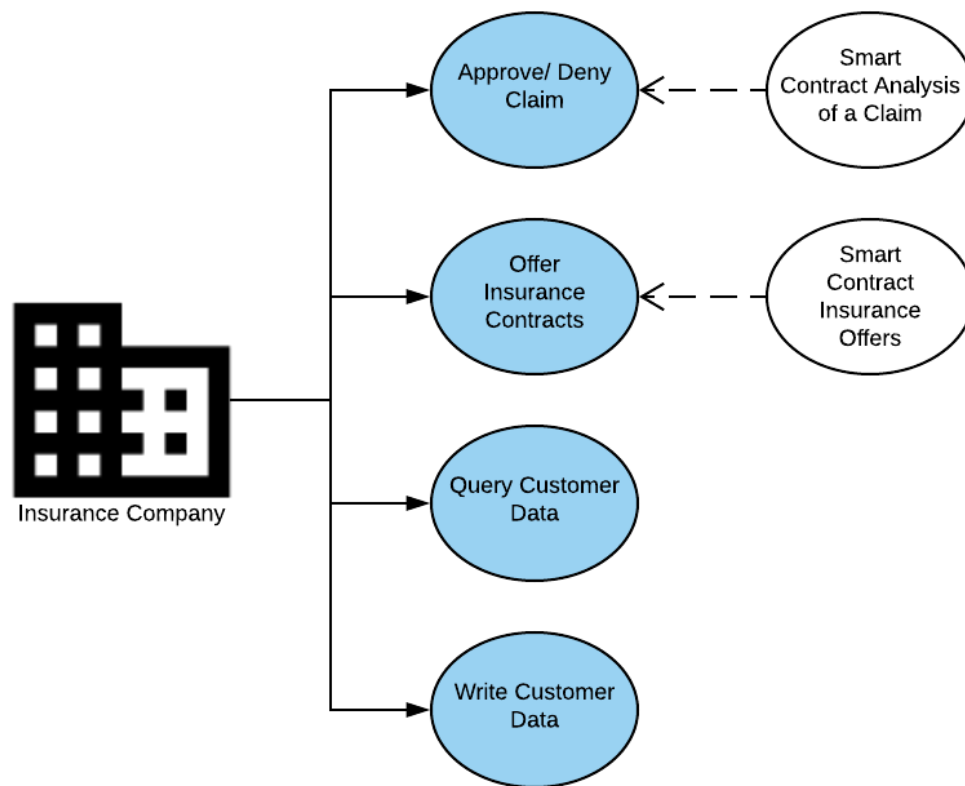 Approve/ Deny
Claim
Smart
Contract Analysis
of a Claim
Offer
Insurance
Contracts
Smart
Contract
Insurance
Offers
Insurance Company
Query Customer
Data
Write Customer
Data